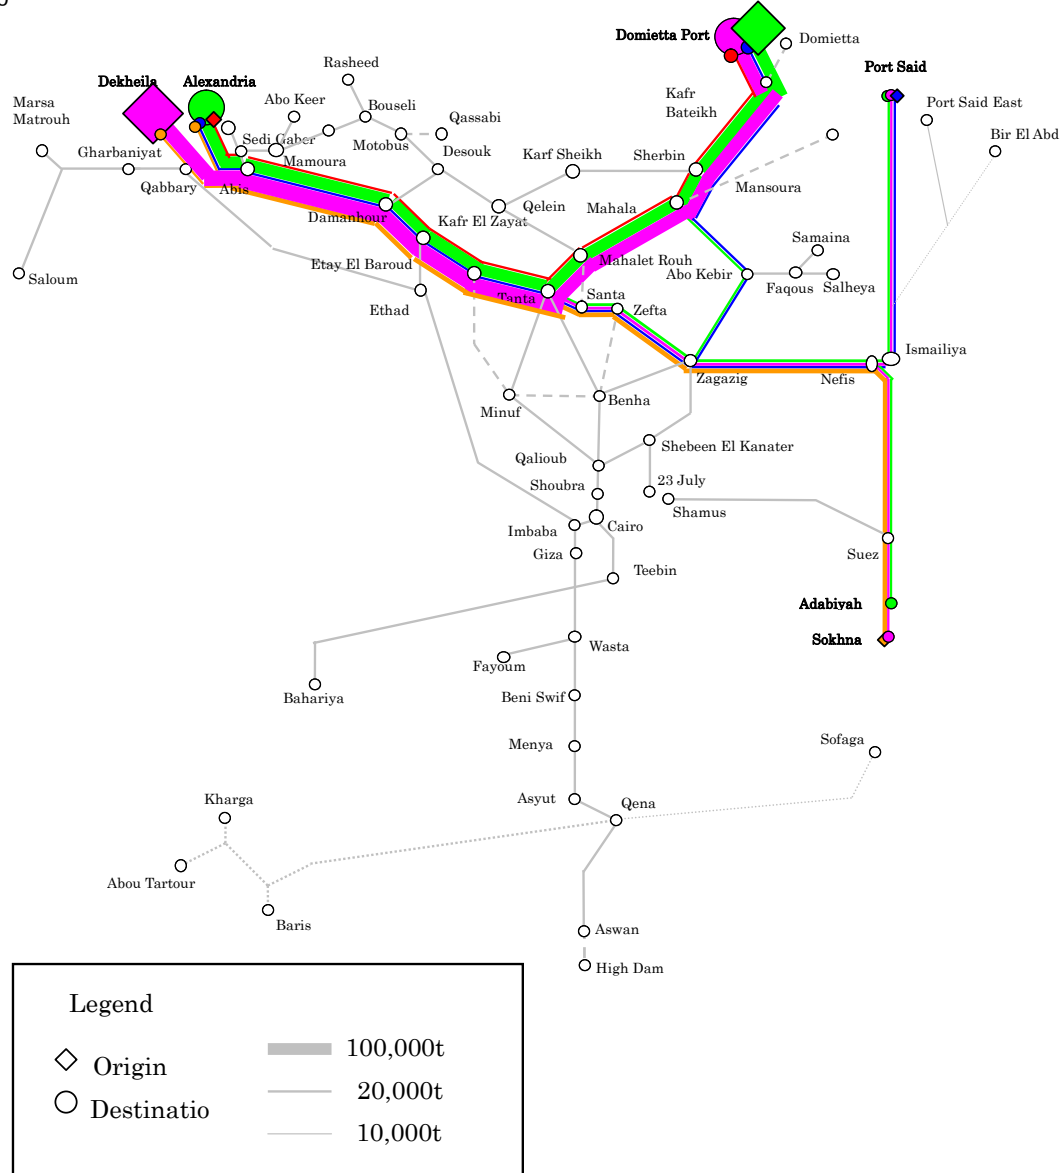 Domietta Port
Domietta
Rasheed
Port Said
Dekheila
Alexandria
Marsa
Matrouh
Abo Keer
Bouseli
Qassabi
Kafr
Bateikh
Port Said East
Bir El Abd
Sedi Gaber
Motobus
Desouk
Gharbaniyat
Mamoura
Karf Sheikh
Sherbin
Qabbary
Abis
Mansoura
Damanhour
Kafr El Zayat
Qelein
Mahala
Samaina
Etay El Baroud
Mahalet Rouh
Abo Kebir
Saloum
Faqous
Salheya
Tanta
Santa
Zefta
Ethad
Ismailiya
Zagazig
Nefis
Minuf
Benha
Shebeen El Kanater
Qalioub
23 July
Shoubra
Shamus
Imbaba
Cairo
Giza
Suez
Teebin
Adabiyah
Sokhna
Wasta
Fayoum
Bahariya
Beni Swif
Menya
Sofaga
Asyut
Qena
Kharga
Abou Tartour
Baris
Aswan
High Dam
Legend
Origin
Destinatio
100,000t
20,000t
10,000t